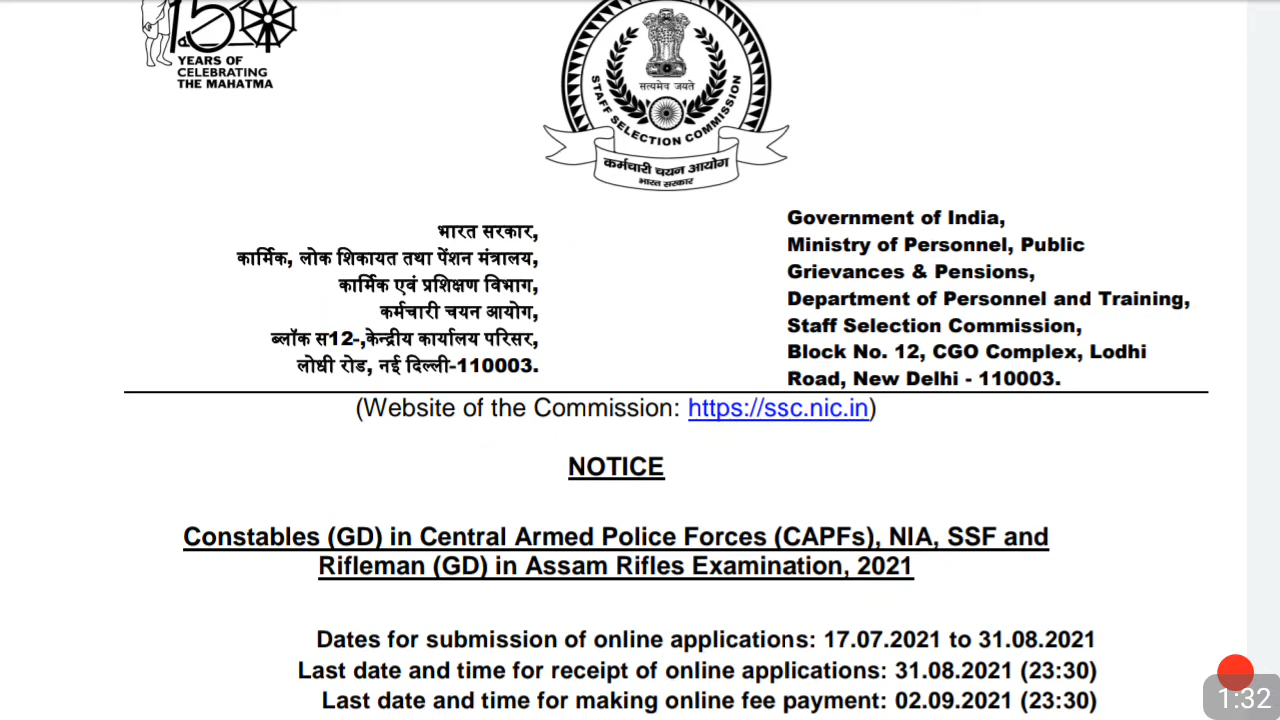 150
YEARS OF
CELEBRATING
THE MAHATMA
सत्यमेव जयते
STAFF SELECTION COMMISSION
कर्मचारी चयन आयोग
भारत सरकार
भारत सरकार,
कार्मिक, लोक शिकायत तथा पेंशन मंत्रालय,
कार्मिक एवं प्रशिक्षण विभाग,
कर्मचारी चयन आयोग,
ब्लॉक स12-,केन्द्रीय कार्यालय परिसर,
लोधी रोड, नई दिल्ली-110003.
Government of India,
Ministry of Personnel, Public
Grievances & Pensions,
Department of Personnel and Training,
Staff Selection Commission,
Block No. 12, CGO Complex, Lodhi
Road, New Delhi - 110003.
(Website of the Commission: https://ssc.nic.in)
NOTICE
Constables (GD) in Central Armed Police Forces (CAPFs), NIA, SSF and
Rifleman (GD) in Assam Rifles Examination, 2021
Dates for submission of online applications: 17.07.2021 to 31.08.2021
Last date and time for receipt of online applications: 31.08.2021 (23:30)
Last date and time for making online fee payment: 02.09.2021 (23:30)
1:32